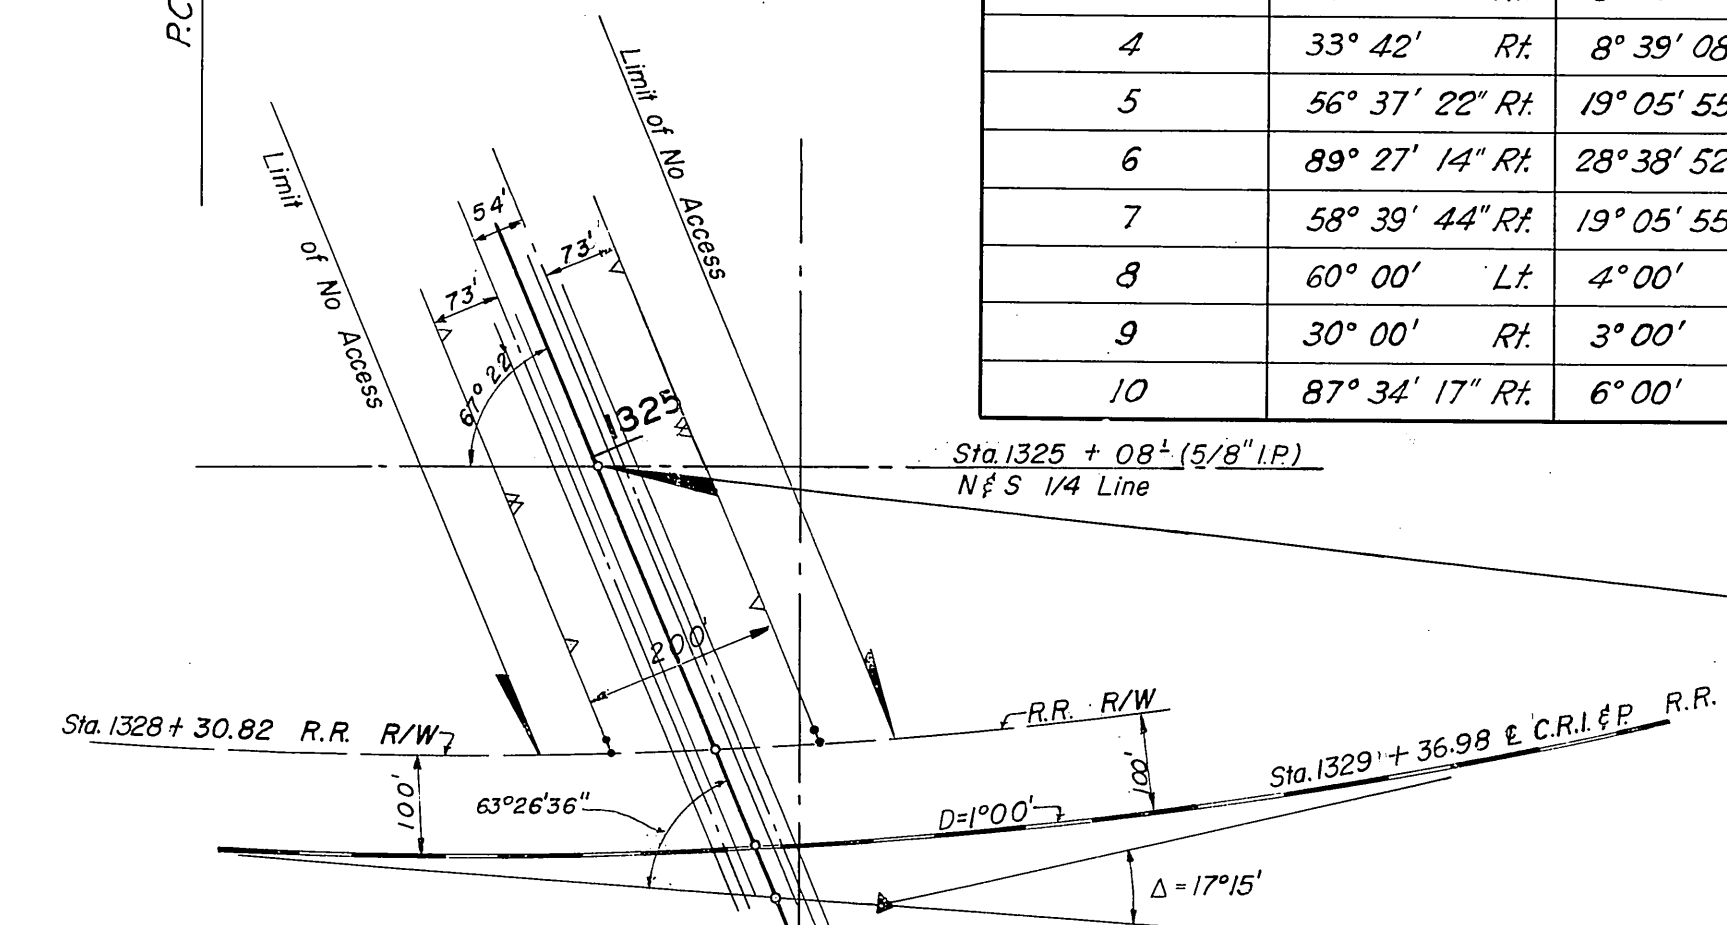 P.C
Limit of No Access
Limit of No Access
54'
73'
73'
67° 22'
1325
4 33° 42' Rt. 8° 39' 08
5 56° 37' 22" Rt. 19° 05' 55
6 89° 27' 14" Rt. 28° 38' 52
7 58° 39' 44" Rt. 19° 05' 55
8 60° 00' Lt. 4° 00'
9 30° 00' Rt. 3° 00'
10 87° 34' 17" Rt. 6° 00'
Sta. 1325 + 08± (5/8" I.P.)
N & S 1/4 Line
200'
Sta. 1328 + 30.82 R.R. R/W
R.R. R/W
100'
100'
63°26'36"
D=1°00'
Sta. 1329 + 36.98 ℄ C.R.I. & P. R.R.
Δ = 17°15'